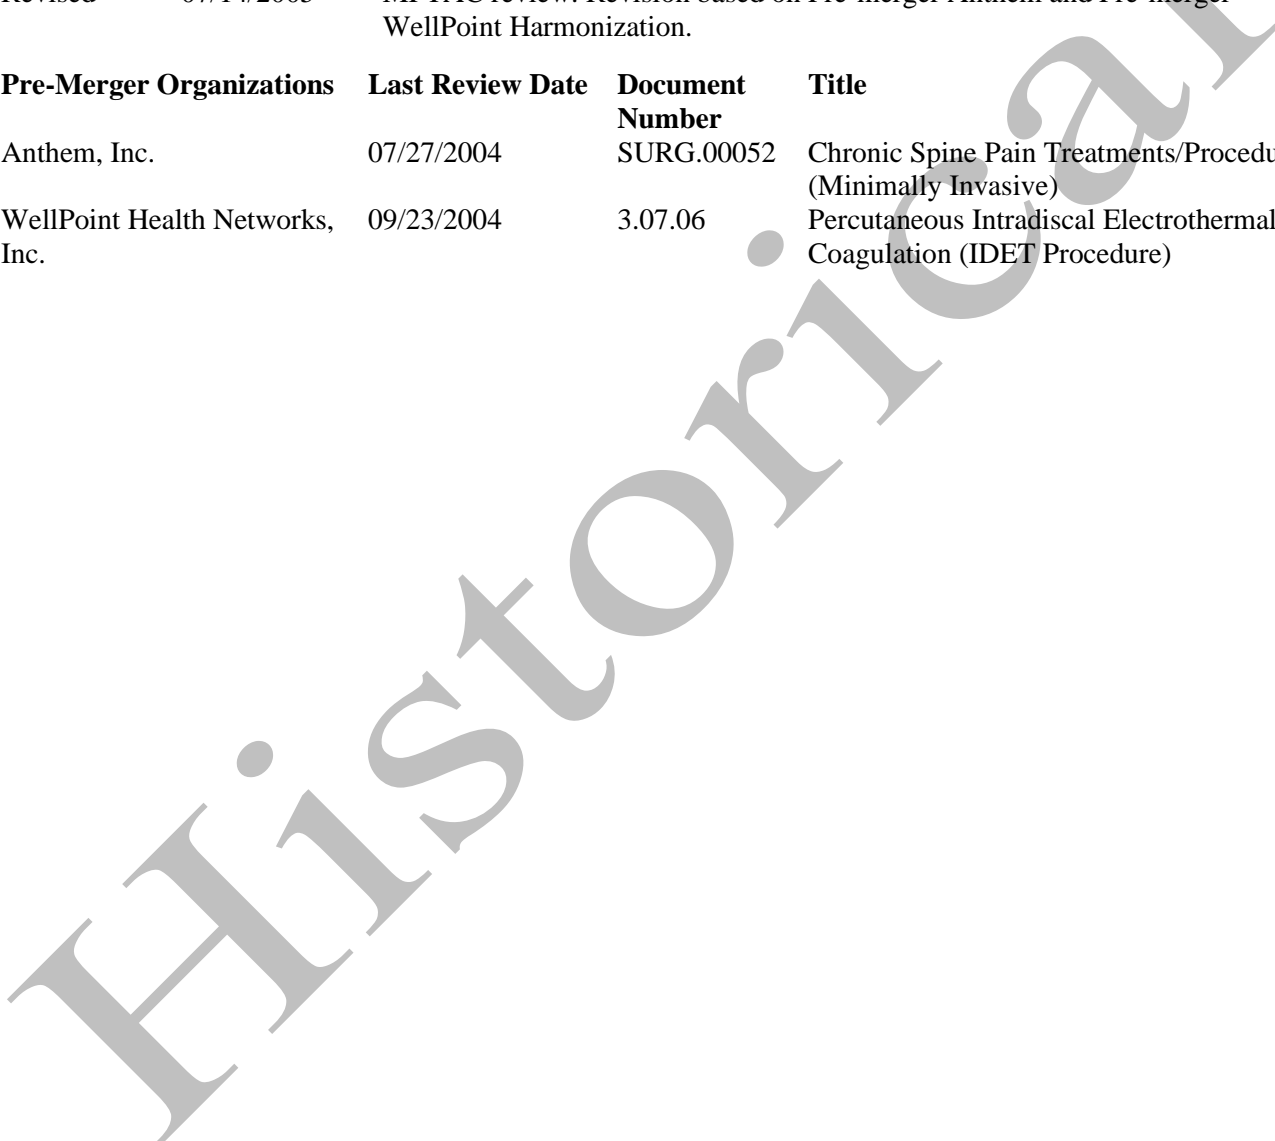 Revised 07/14/2005 MPTAC review. Revision based on Pre-merger Anthem and Pre-merger
WellPoint Harmonization.
Pre-Merger Organizations Last Review Date Document Number Title
Anthem, Inc. 07/27/2004 SURG.00052 Chronic Spine Pain Treatments/Procedu
(Minimally Invasive)
WellPoint Health Networks, Inc. 09/23/2004 3.07.06 Percutaneous Intradiscal Electrothermal
Coagulation (IDET Procedure)
Historical